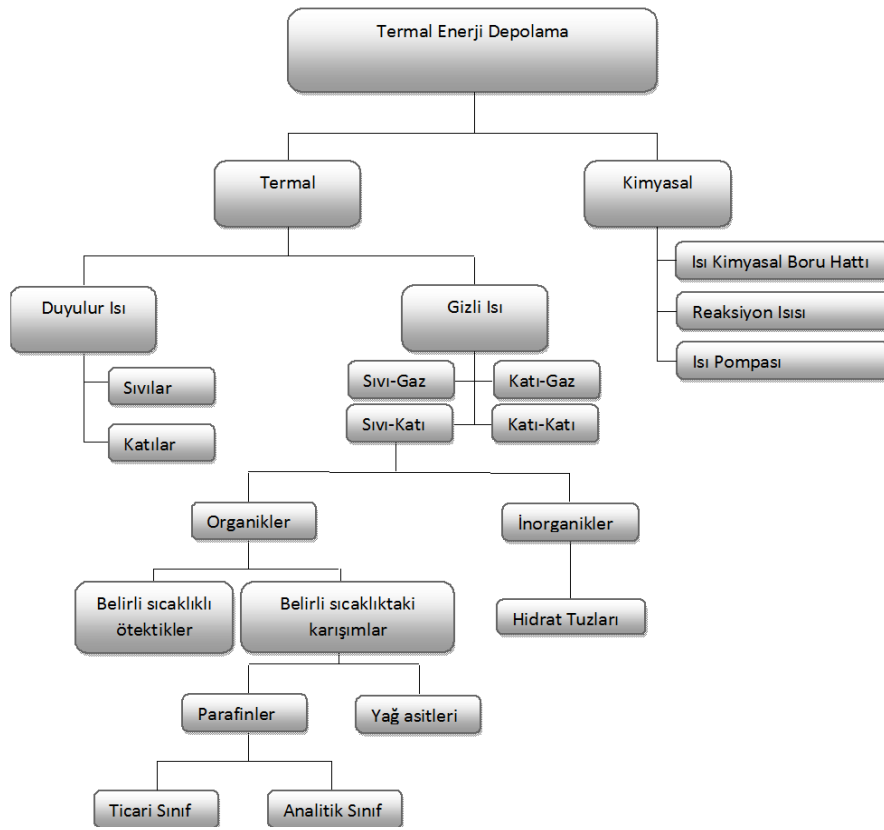 Termal Enerji Depolama
Termal
Kimyasal
Isı Kimyasal Boru Hattı
Duyulur Isı
Gizli Isı
Reaksiyon Isısı
Isı Pompası
Sıvılar
Sıvı-Gaz
Katı-Gaz
Sıvı-Katı
Katı-Katı
Katılar
Organikler
İnorganikler
Belirli sıcaklıklı
ötektikler
Belirli sıcaklıktaki
karışımlar
Hidrat Tuzları
Parafinler
Yağ asitleri
Ticari Sınıf
Analitik Sınıf